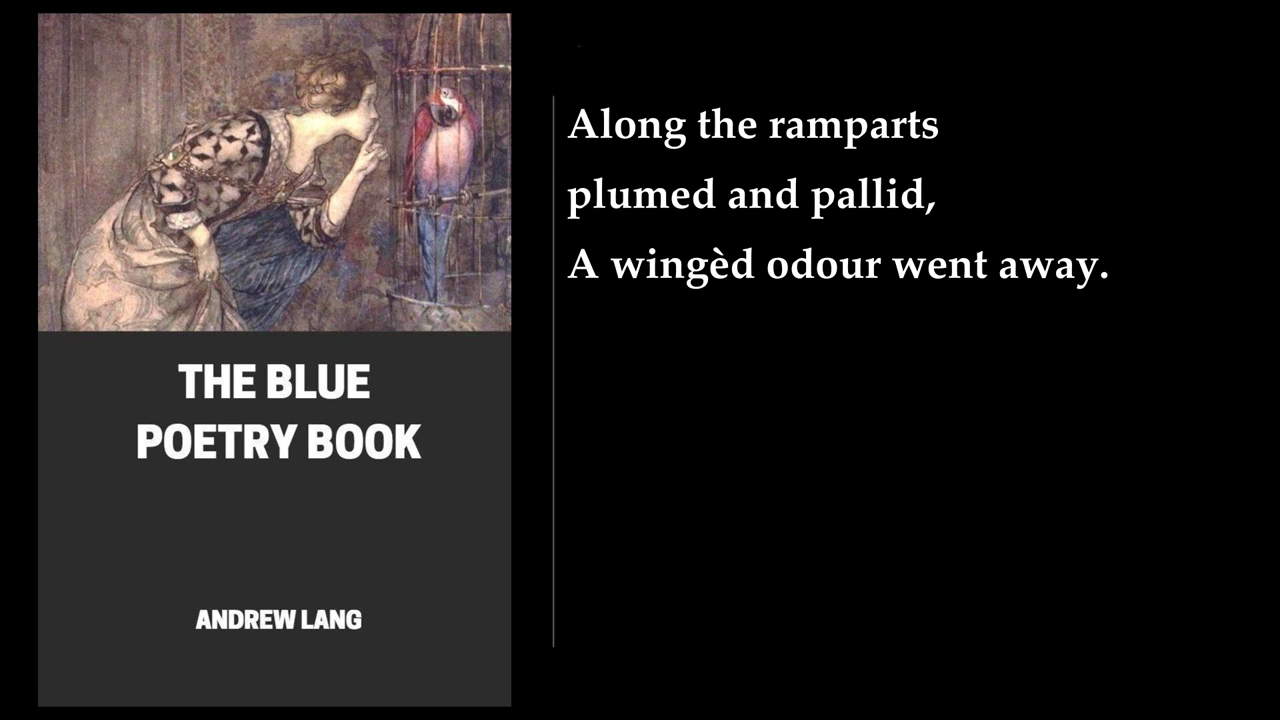 THE BLUE
POETRY BOOK
ANDREW LANG
Along the ramparts
plumed and pallid,
A wingèd odour went away.